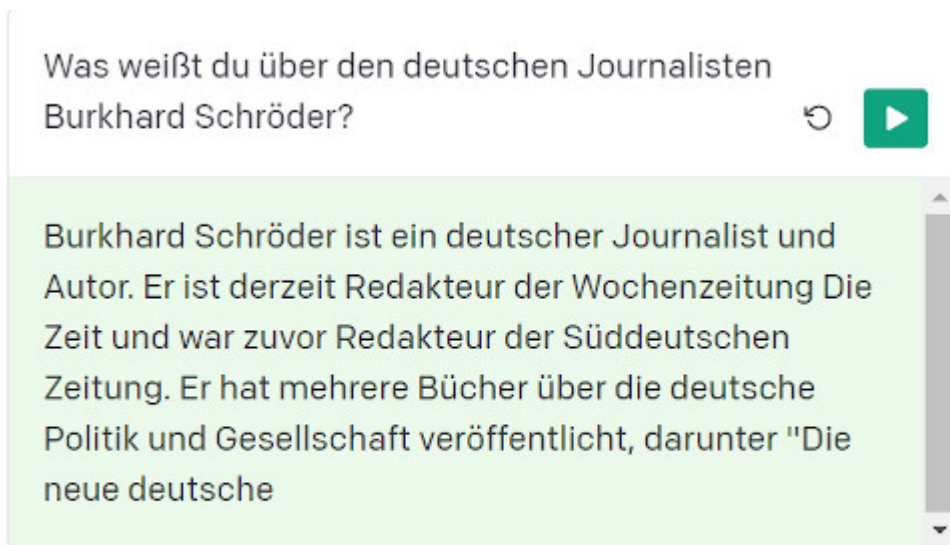 Was weißt du über den deutschen Journalisten
Burkhard Schröder?
Burkhard Schröder ist ein deutscher Journalist und
Autor. Er ist derzeit Redakteur der Wochenzeitung Die
Zeit und war zuvor Redakteur der Süddeutschen
Zeitung. Er hat mehrere Bücher über die deutsche
Politik und Gesellschaft veröffentlicht, darunter "Die
neue deutsche